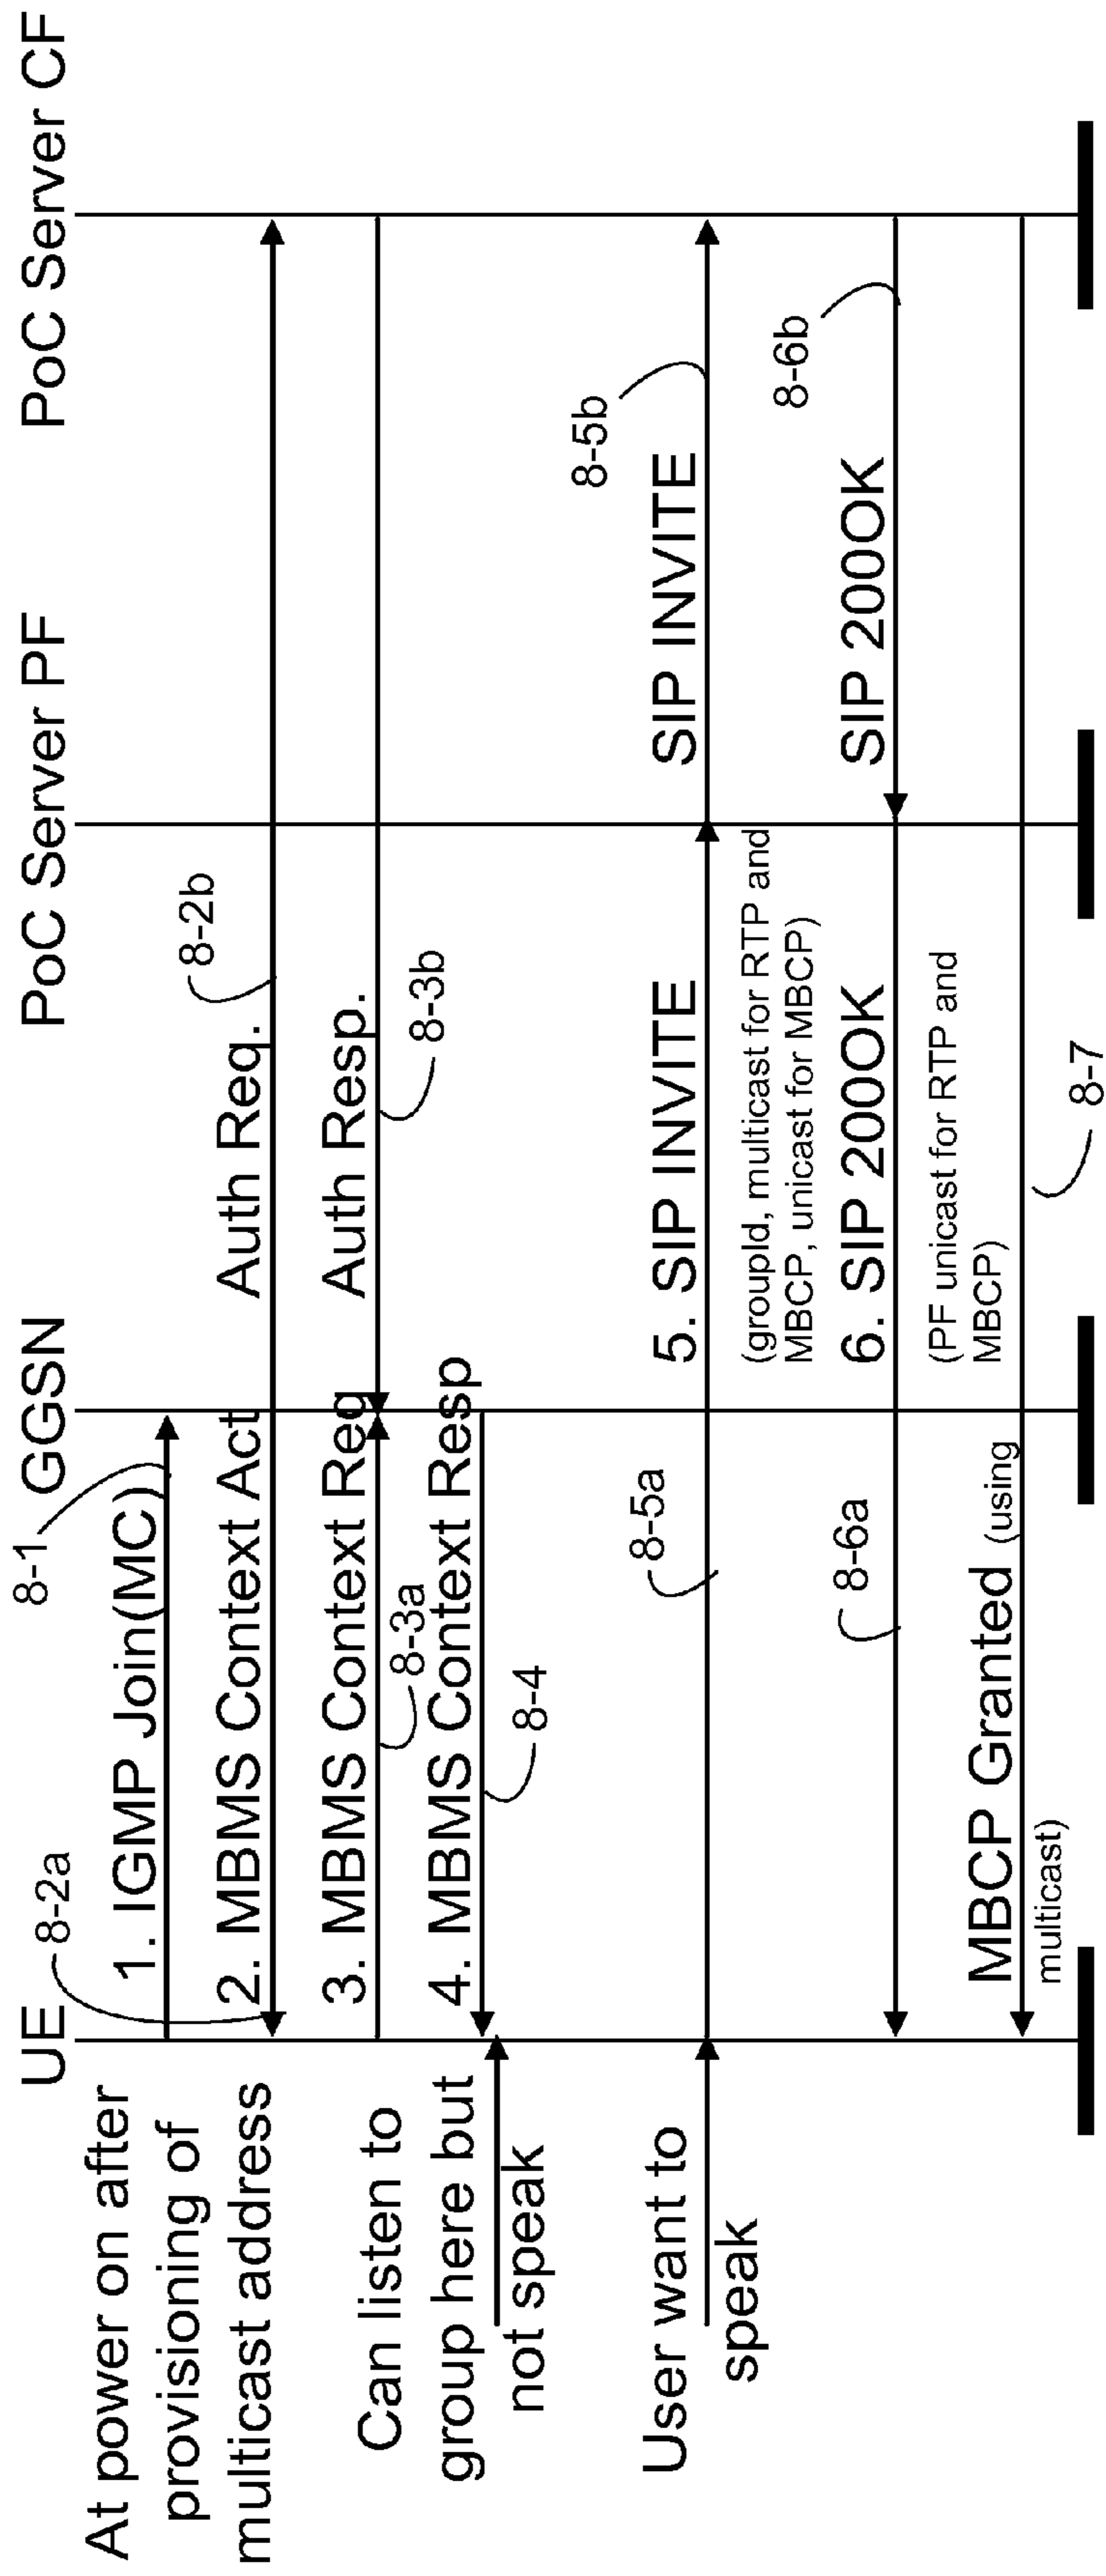 UE
GGSN
PoC Server PF
PoC Server CF
At power on after
provisioning of
multicast address
8-2a
8-1
1. IGMP Join(MC)
8-2b
2. MBMS Context Act
Auth Req.
3. MBMS Context Req
Auth Resp.
8-3a
8-3b
4. MBMS Context Resp
8-4
Can listen to
group here but
not speak
User want to
speak
8-5a
8-5b
5. SIP INVITE
SIP INVITE
(groupId, multicast for RTP and
MBCP, unicast for MBCP)
8-6a
8-6b
6. SIP 200OK
SIP 200OK
(PF unicast for RTP and
MBCP)
MBCP Granted (using
multicast)
8-7